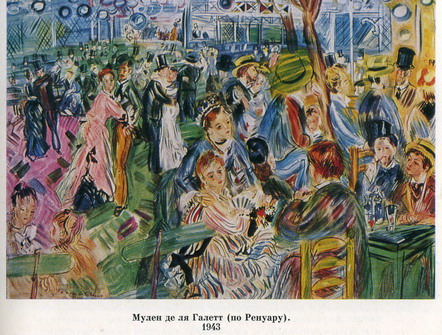 Мулен де ля Галетт (по Ренуару).
1943